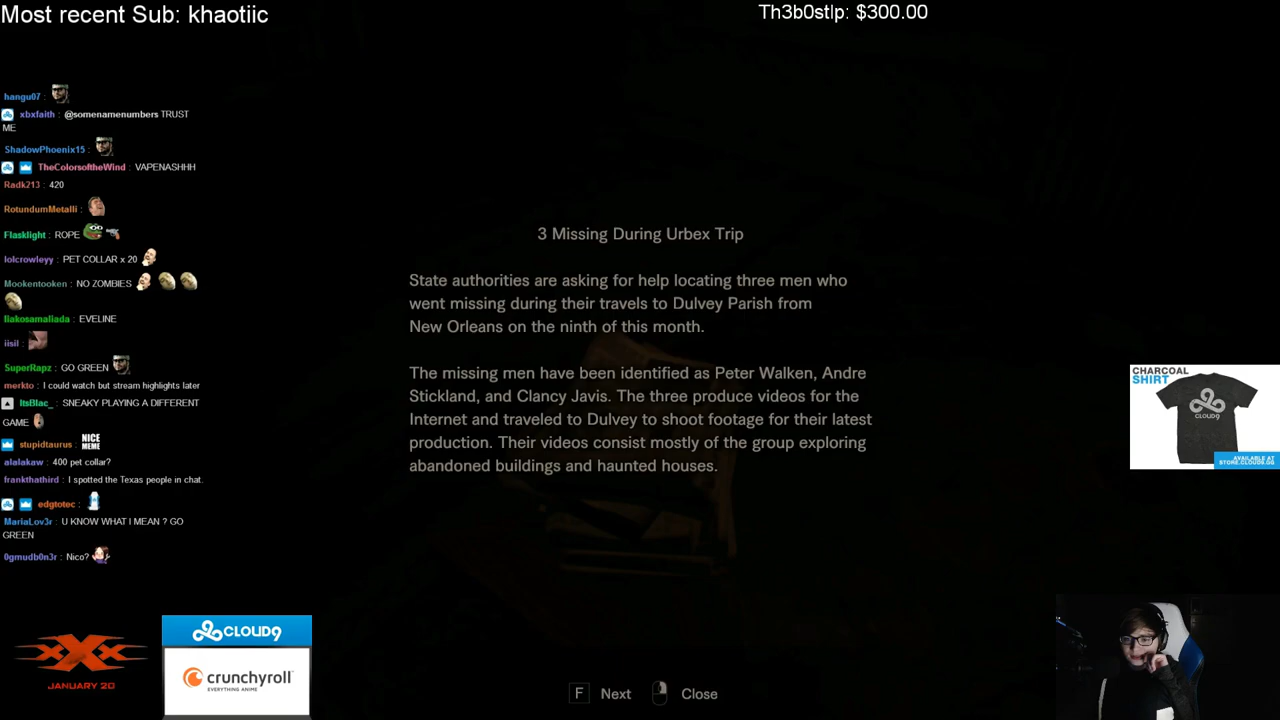 Most recent Sub: khaotiic
Th3b0stlp: $300.00
hangu07 :
xbxfaith : @somenamenumbers TRUST
ME
ShadowPhoenix15 :
TheColorsoftheWind : VAPENASHHH
Radk213 : 420
RotundumMetalli :
Flasklight : ROPE
lolcrowleyy : PET COLLAR x 20
Mookentooken : NO ZOMBIES
liakosamaliada : EVELINE
iisil :
SuperRapz : GO GREEN
merkto : I could watch but stream highlights later
ItsBlac_ : SNEAKY PLAYING A DIFFERENT
GAME
stupidtaurus : NICE MEME
alalakaw : 400 pet collar?
frankthathird : I spotted the Texas people in chat.
edgtotec :
MariaLov3r : U KNOW WHAT I MEAN ? GO
GREEN
0gmudb0n3r : Nico?
3 Missing During Urbex Trip
State authorities are asking for help locating three men who
went missing during their travels to Dulvey Parish from
New Orleans on the ninth of this month.
The missing men have been identified as Peter Walken, Andre
Stickland, and Clancy Javis. The three produce videos for the
Internet and traveled to Dulvey to shoot footage for their latest
production. Their videos consist mostly of the group exploring
abandoned buildings and haunted houses.
CHARCOAL
SHIRT
CLOUD9
AVAILABLE AT
STORE.CLOUD9.GG
xXx
JANUARY 20
CLOUD9
crunchyroll
EVERYTHING ANIME
F Next Close